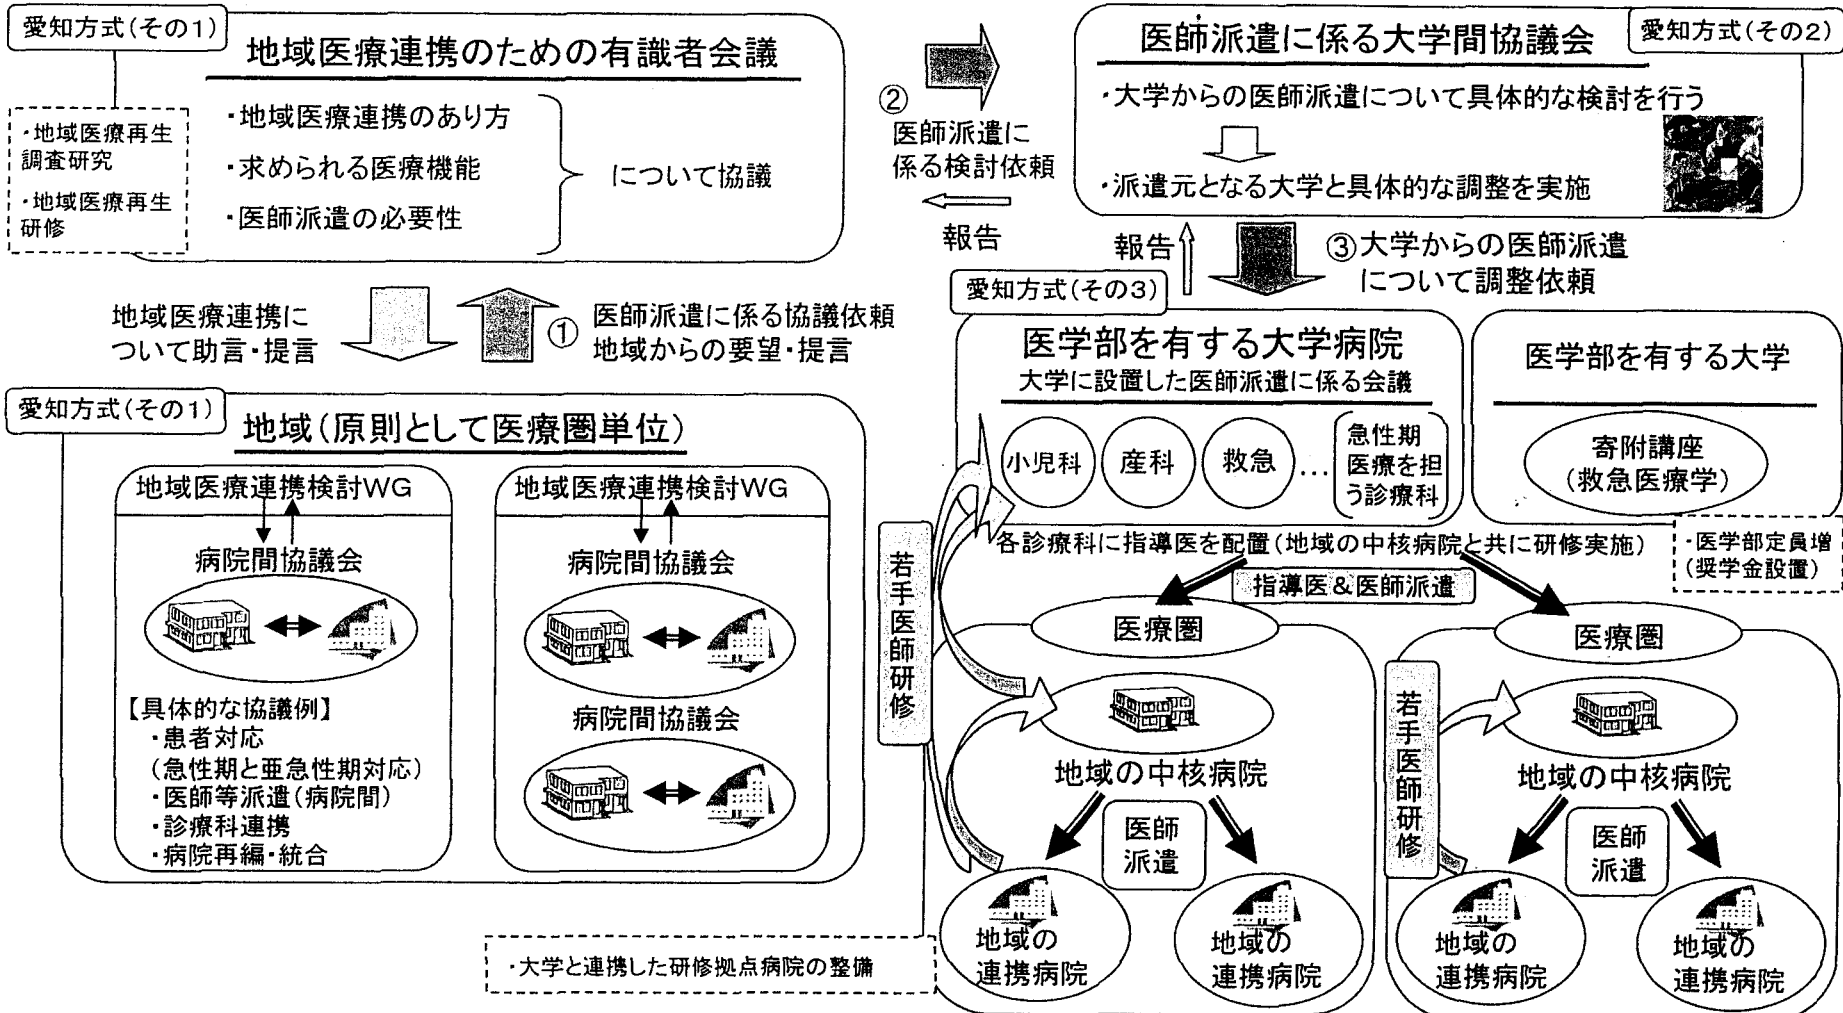 愛知方式(その1)
地域医療連携のための有識者会議
・地域医療再生
調査研究
・地域医療再生
研修
・地域医療連携のあり方
・求められる医療機能
・医師派遣の必要性
について協議
②
医師派遣に
係る検討依頼
報告
医師派遣に係る大学間協議会
愛知方式(その2)
・大学からの医師派遣について具体的な検討を行う
・派遣元となる大学と具体的な調整を実施
報告
③大学からの医師派遣
について調整依頼
地域医療連携に
ついて助言・提言
①
医師派遣に係る協議依頼
地域からの要望・提言
愛知方式(その1)
地域(原則として医療圏単位)
地域医療連携検討WG
病院間協議会
【具体的な協議例】
・患者対応
(急性期と亜急性期対応)
・医師等派遣(病院間)
・診療科連携
・病院再編・統合
地域医療連携検討WG
病院間協議会
病院間協議会
・大学と連携した研修拠点病院の整備
愛知方式(その3)
医学部を有する大学病院
大学に設置した医師派遣に係る会議
小児科
産科
救急
…
急性期
医療を担
う診療科
医学部を有する大学
寄附講座
(救急医療学)
・医学部定員増
(奨学金設置)
各診療科に指導医を配置(地域の中核病院と共に研修実施)
指導医&医師派遣
若手医師研修
医療圏
地域の中核病院
医師
派遣
地域の
連携病院
地域の
連携病院
若手医師研修
医療圏
地域の中核病院
医師
派遣
地域の
連携病院
地域の
連携病院